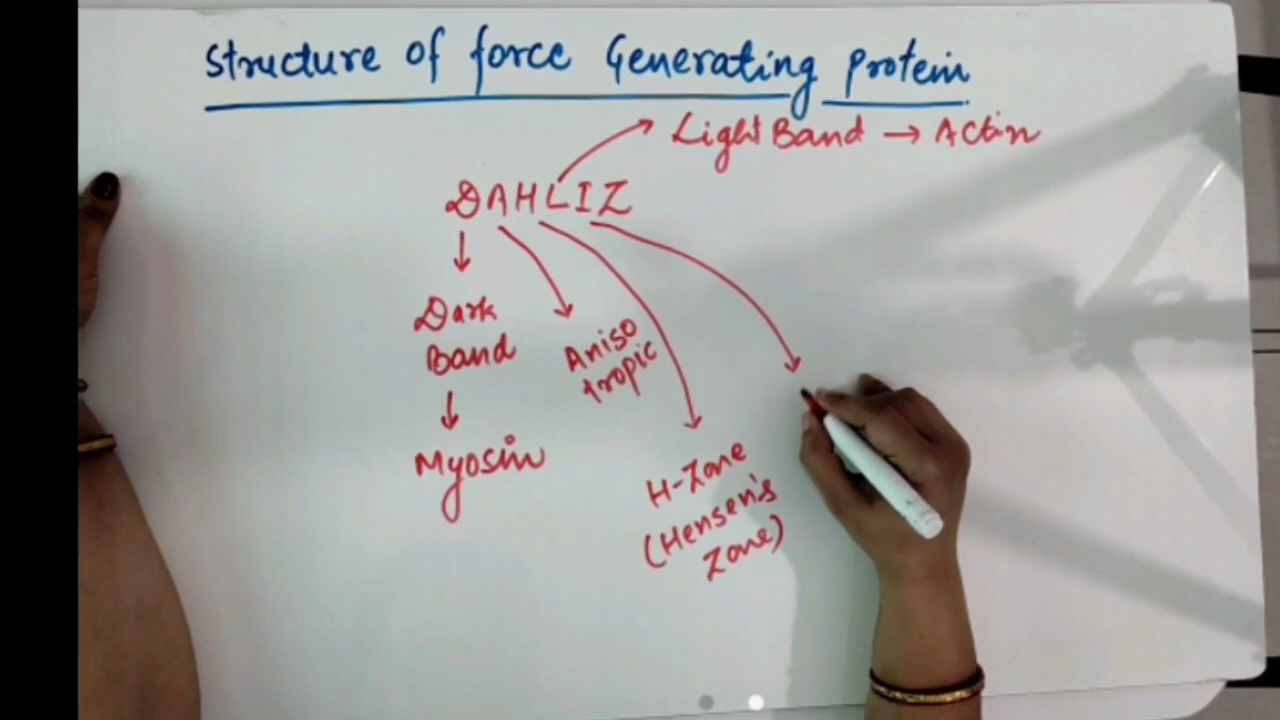 Structure of force Generating protein
Light Band → Actin
DAHLIZ
Dark
Band
Myosin
Aniso
tropic
H-Zone
(Hensen's
Zone)